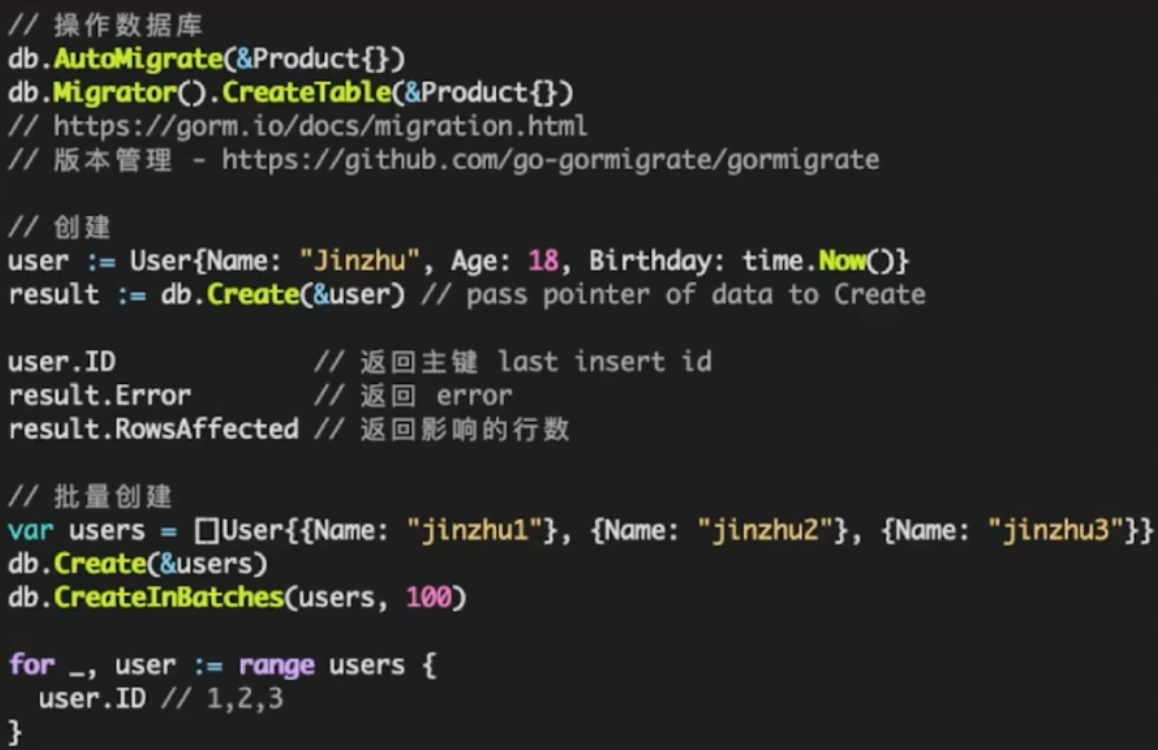 // 操作数据库
db.AutoMigrate(&Product{})
db.Migrator().CreateTable(&Product{})
// https://gorm.io/docs/migration.html
// 版本管理 - https://github.com/go-gormigrate/gormigrate
// 创建
user := User{Name: "Jinzhu", Age: 18, Birthday: time.Now()}
result := db.Create(&user) // pass pointer of data to Create
user.ID // 返回主键 last insert id
result.Error // 返回 error
result.RowsAffected // 返回影响的行数
// 批量创建
var users = []User{{Name: "jinzhu1"}, {Name: "jinzhu2"}, {Name: "jinzhu3"}}
db.Create(&users)
db.CreateInBatches(users, 100)
for _, user := range users {
  user.ID // 1,2,3
}